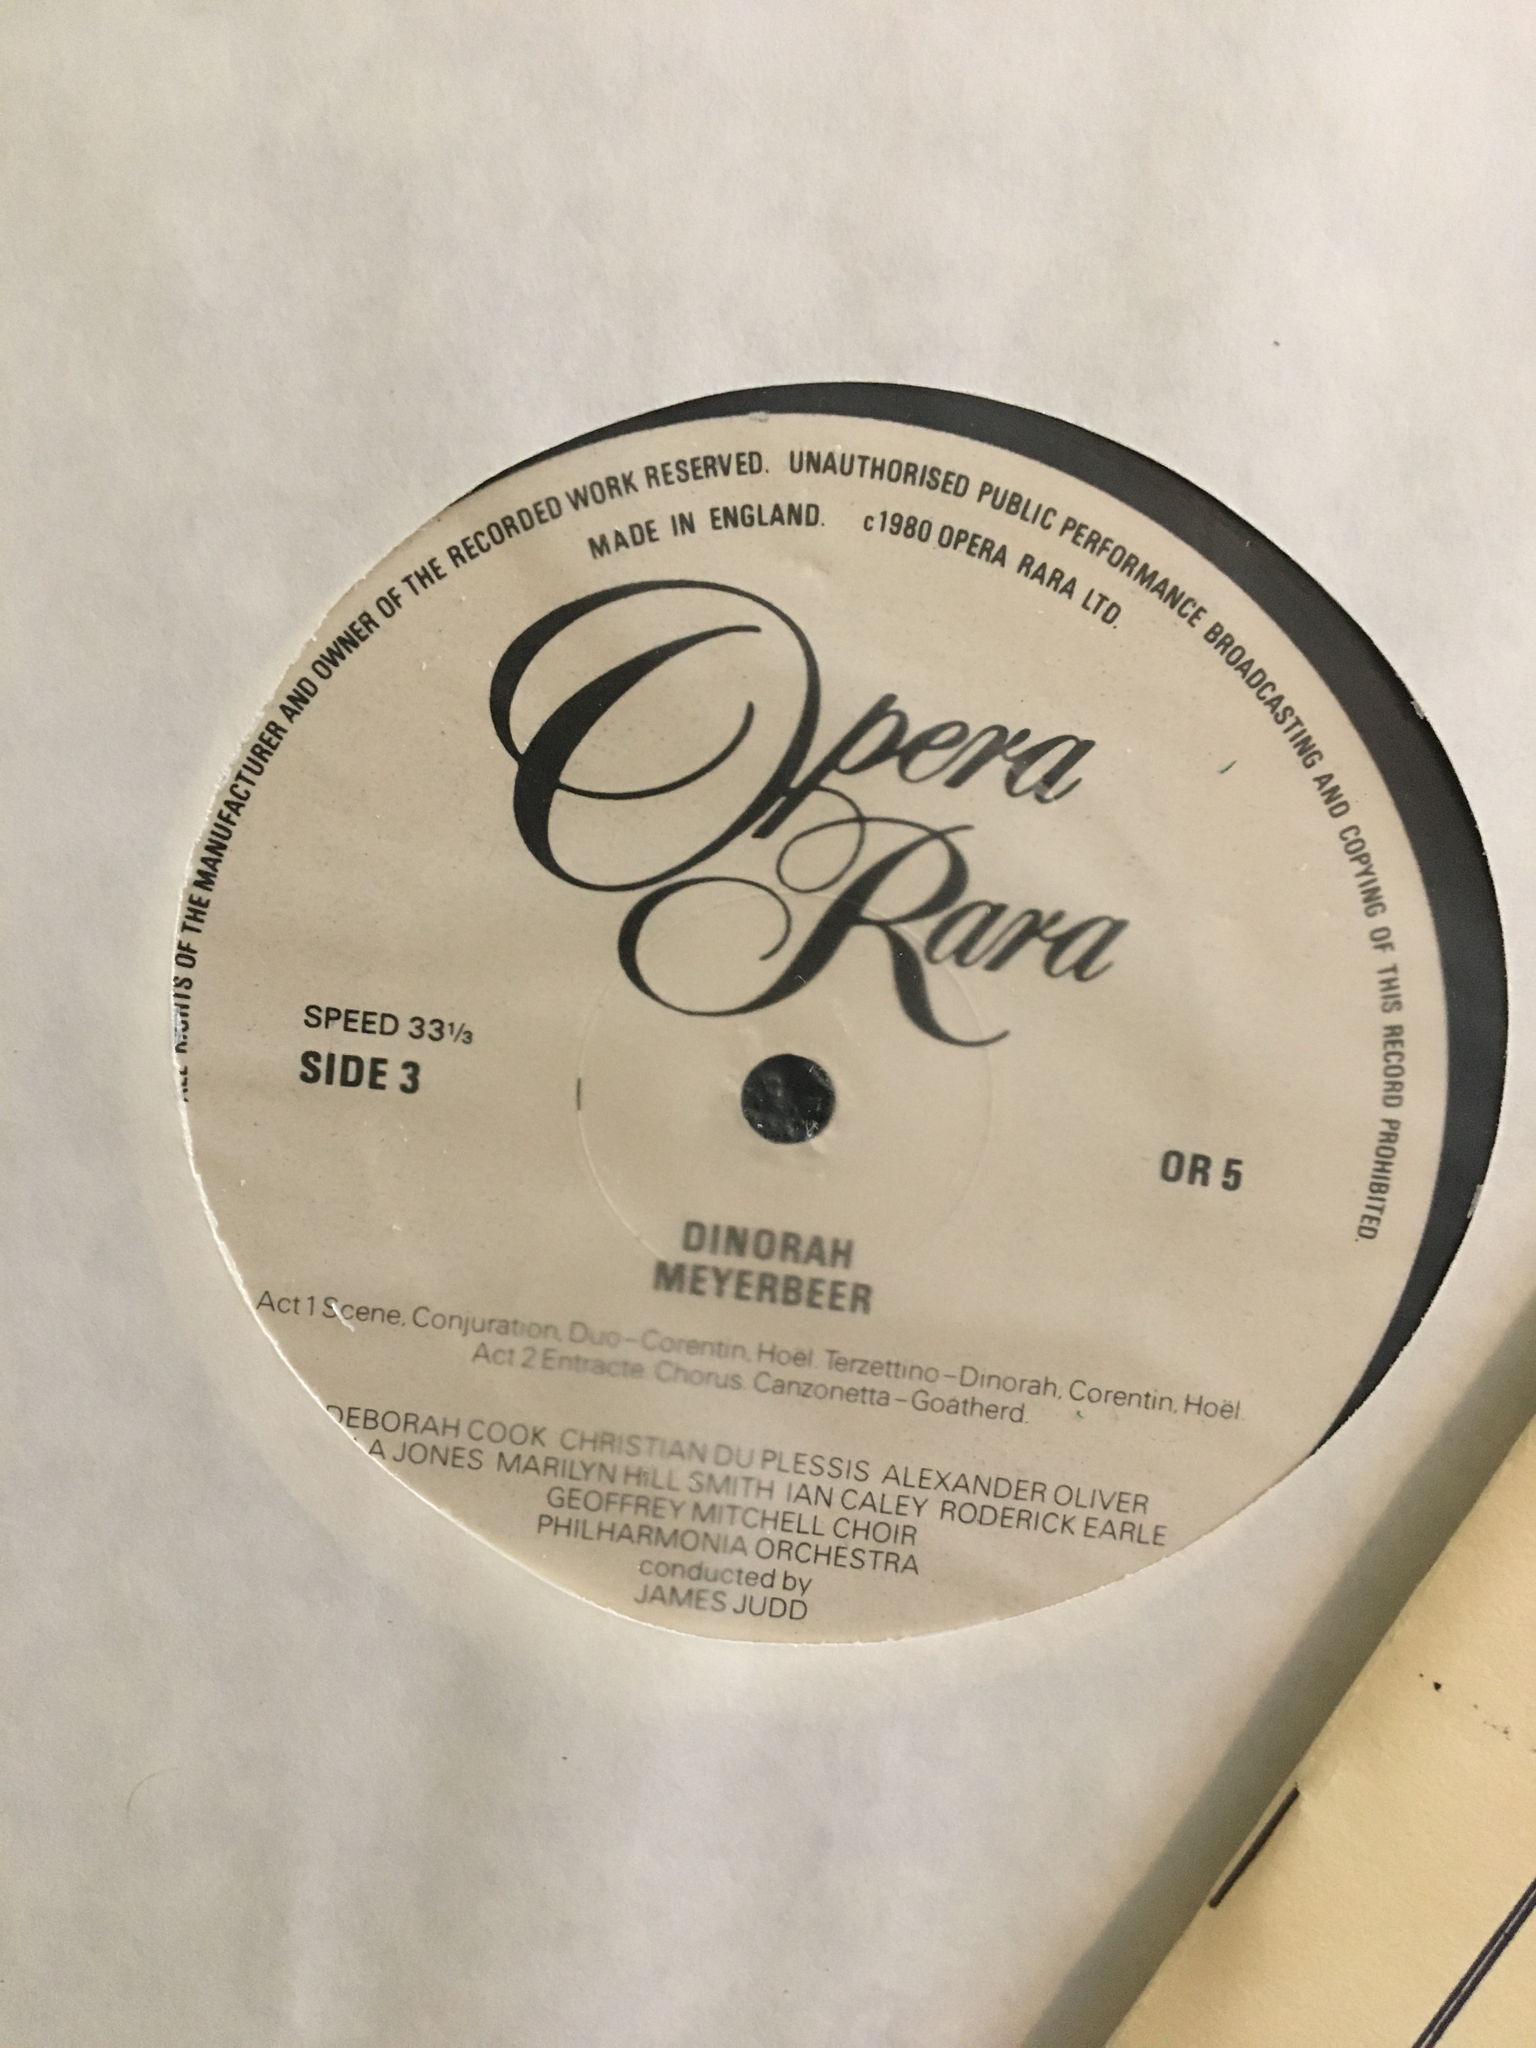 ALL RIGHTS OF THE MANUFACTURER AND OWNER OF THE RECORDED WORK RESERVED. UNAUTHORISED PUBLIC PERFORMANCE BROADCASTING AND COPYING OF THIS RECORD PROHIBITED.
MADE IN ENGLAND. c1980 OPERA RARA LTD.
Opera
Rara
SPEED 33 1/3
SIDE 3
OR 5
DINORAH
MEYERBEER
Act 1 Scene, Conjuration, Duo–Corentin, Hoël. Terzettino–Dinorah, Corentin, Hoël.
Act 2 Entracte. Chorus. Canzonetta–Goatherd.
DEBORAH COOK CHRISTIAN DU PLESSIS ALEXANDER OLIVER
JONES MARILYN HILL SMITH IAN CALEY RODERICK EARLE
GEOFFREY MITCHELL CHOIR
PHILHARMONIA ORCHESTRA
conducted by
JAMES JUDD